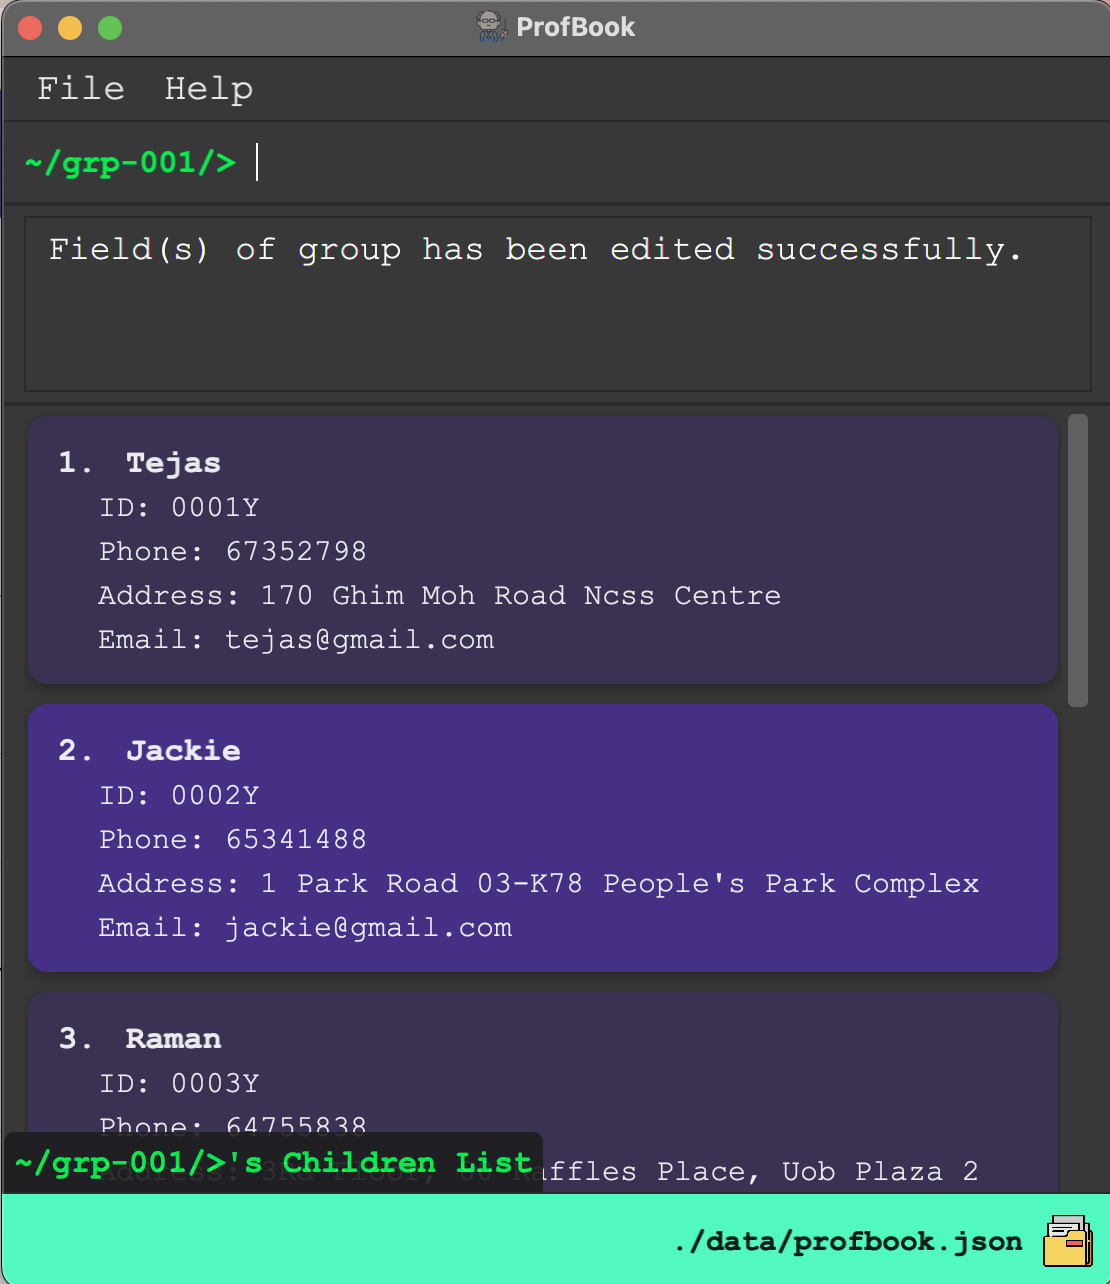 ProfBook
File Help
~/grp-001/>
Field(s) of group has been edited successfully.
1. Tejas
ID: 0001Y
Phone: 67352798
Address: 170 Ghim Moh Road Ncss Centre
Email: tejas@gmail.com
2. Jackie
ID: 0002Y
Phone: 65341488
Address: 1 Park Road 03-K78 People's Park Complex
Email: jackie@gmail.com
3. Raman
ID: 0003Y
Phone: 64755838
~/grp-001/>'s Children List
Address: 3Rd Floor, Raffles Place, Uob Plaza 2
./data/profbook.json